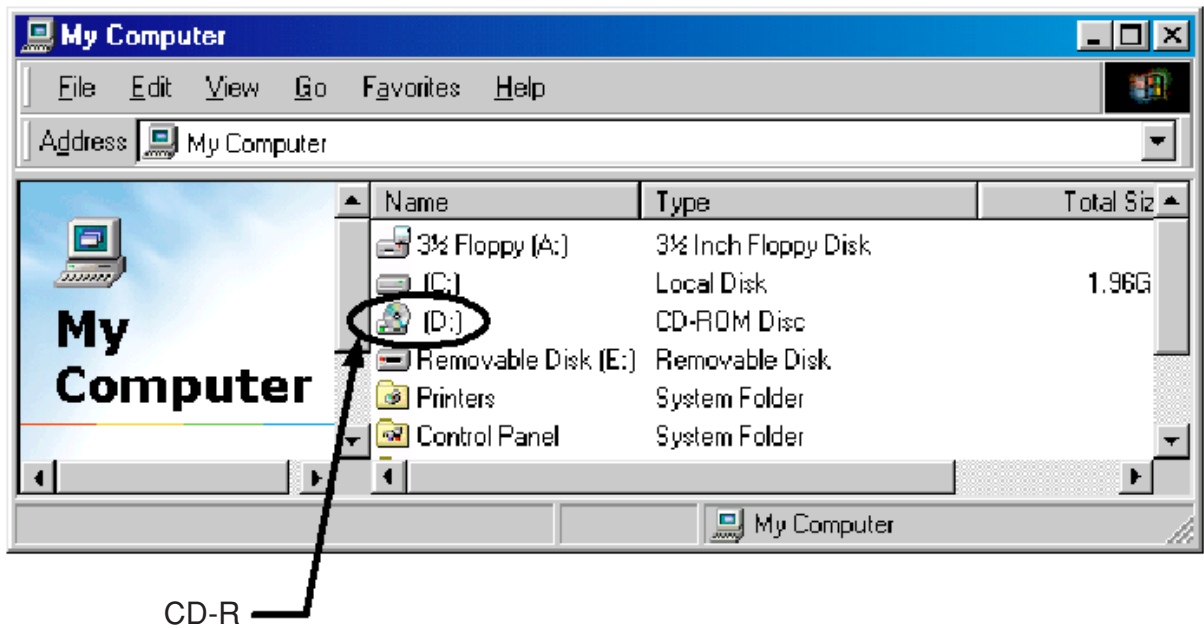 My Computer
File Edit View Go Favorites Help
Address My Computer
Name Type Total Siz
3½ Floppy (A:) 3½ Inch Floppy Disk
(C:) Local Disk 1.96G
(D:) CD-ROM Disc
Removable Disk (E:) Removable Disk
Printers System Folder
Control Panel System Folder
My
Computer
My Computer
CD-R